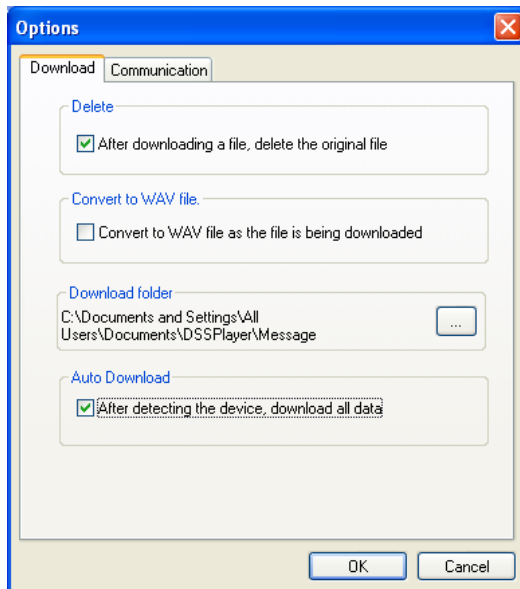 Options
Download
Communication
Delete
After downloading a file, delete the original file
Convert to WAV file.
Convert to WAV file as the file is being downloaded
Download folder
C:\Documents and Settings\All
Users\Documents\DSSPlayer\Message
...
Auto Download
After detecting the device, download all data
OK
Cancel